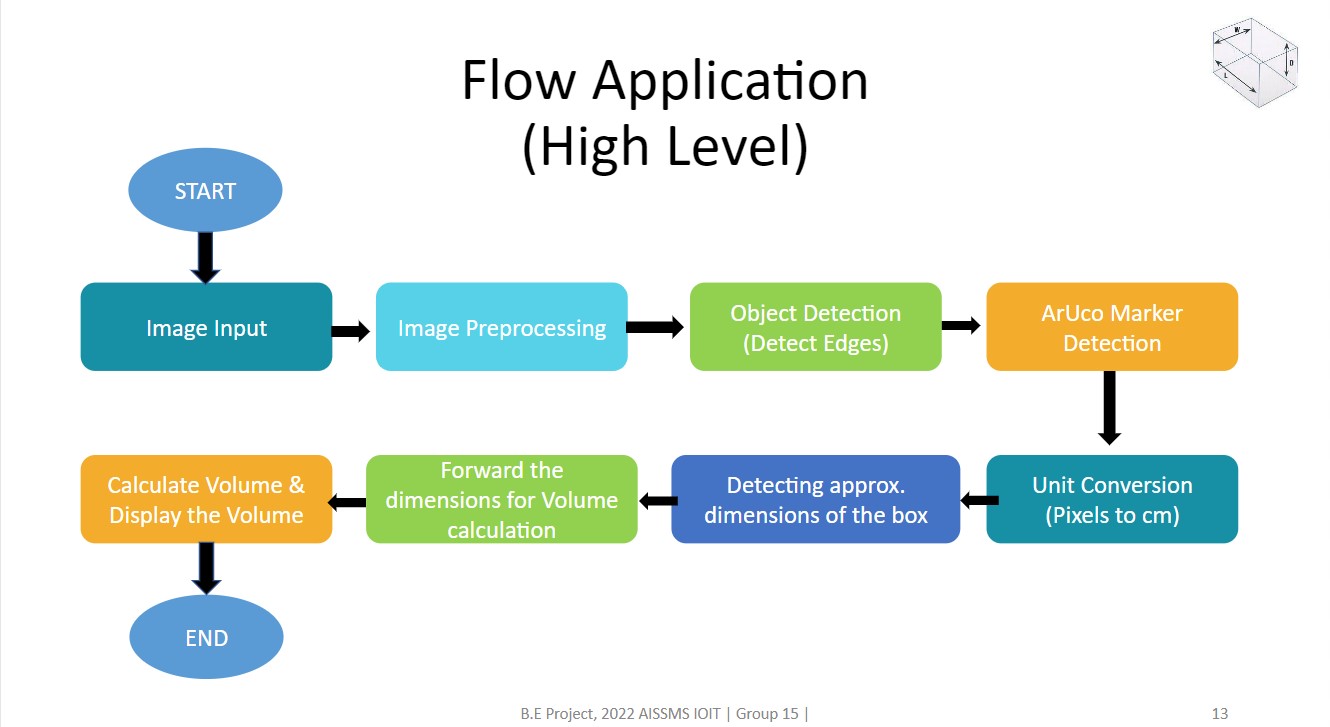 Flow Application
(High Level)
W
D
L
START
Image Input
Image Preprocessing
Object Detection
(Detect Edges)
ArUco Marker
Detection
Unit Conversion
(Pixels to cm)
Detecting approx.
dimensions of the box
Forward the
dimensions for Volume
calculation
Calculate Volume &
Display the Volume
END
B.E Project, 2022 AISSMS IOIT | Group 15 |
13